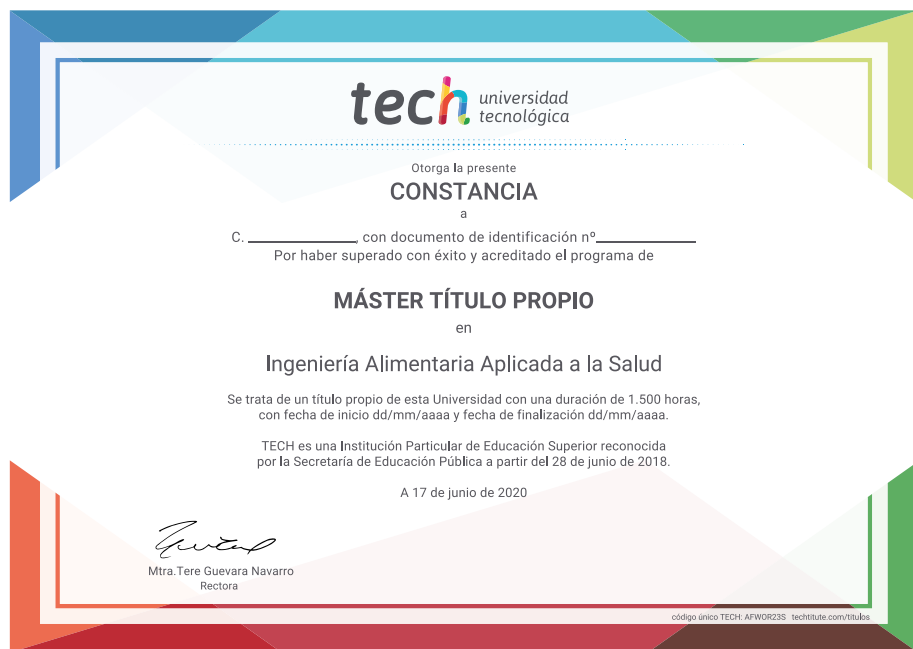 tech universidad
tecnológica
Otorga la presente
CONSTANCIA
a
C. ____________, con documento de identificación nº____________
Por haber superado con éxito y acreditado el programa de
MÁSTER TÍTULO PROPIO
en
Ingeniería Alimentaria Aplicada a la Salud
Se trata de un título propio de esta Universidad con una duración de 1.500 horas,
con fecha de inicio dd/mm/aaaa y fecha de finalización dd/mm/aaaa.
TECH es una Institución Particular de Educación Superior reconocida
por la Secretaría de Educación Pública a partir del 28 de junio de 2018.
A 17 de junio de 2020
Mtra.Tere Guevara Navarro
Rectora
código único TECH: AFWOR23S techtitute.com/titulos